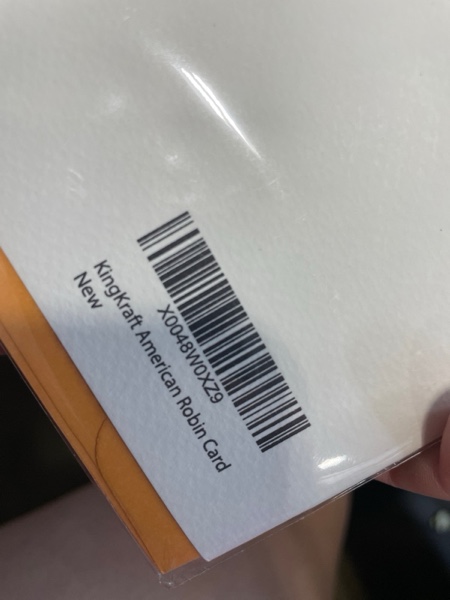 X0048W0XZ9
KingKraft American Robin Card
New